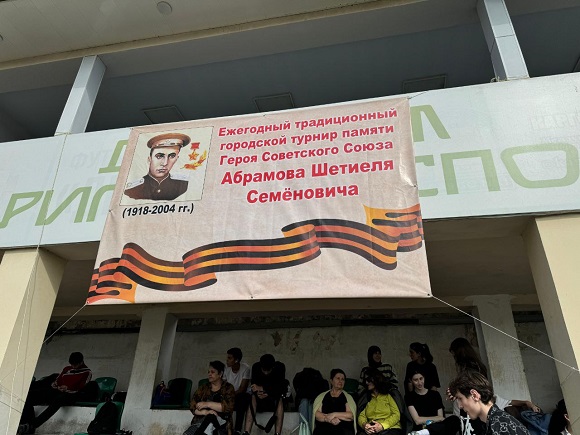 Ежегодный традиционный
городской турнир памяти
Героя Советского Союза
Абрамова Шетиеля
Семёновича
(1918-2004 гг.)